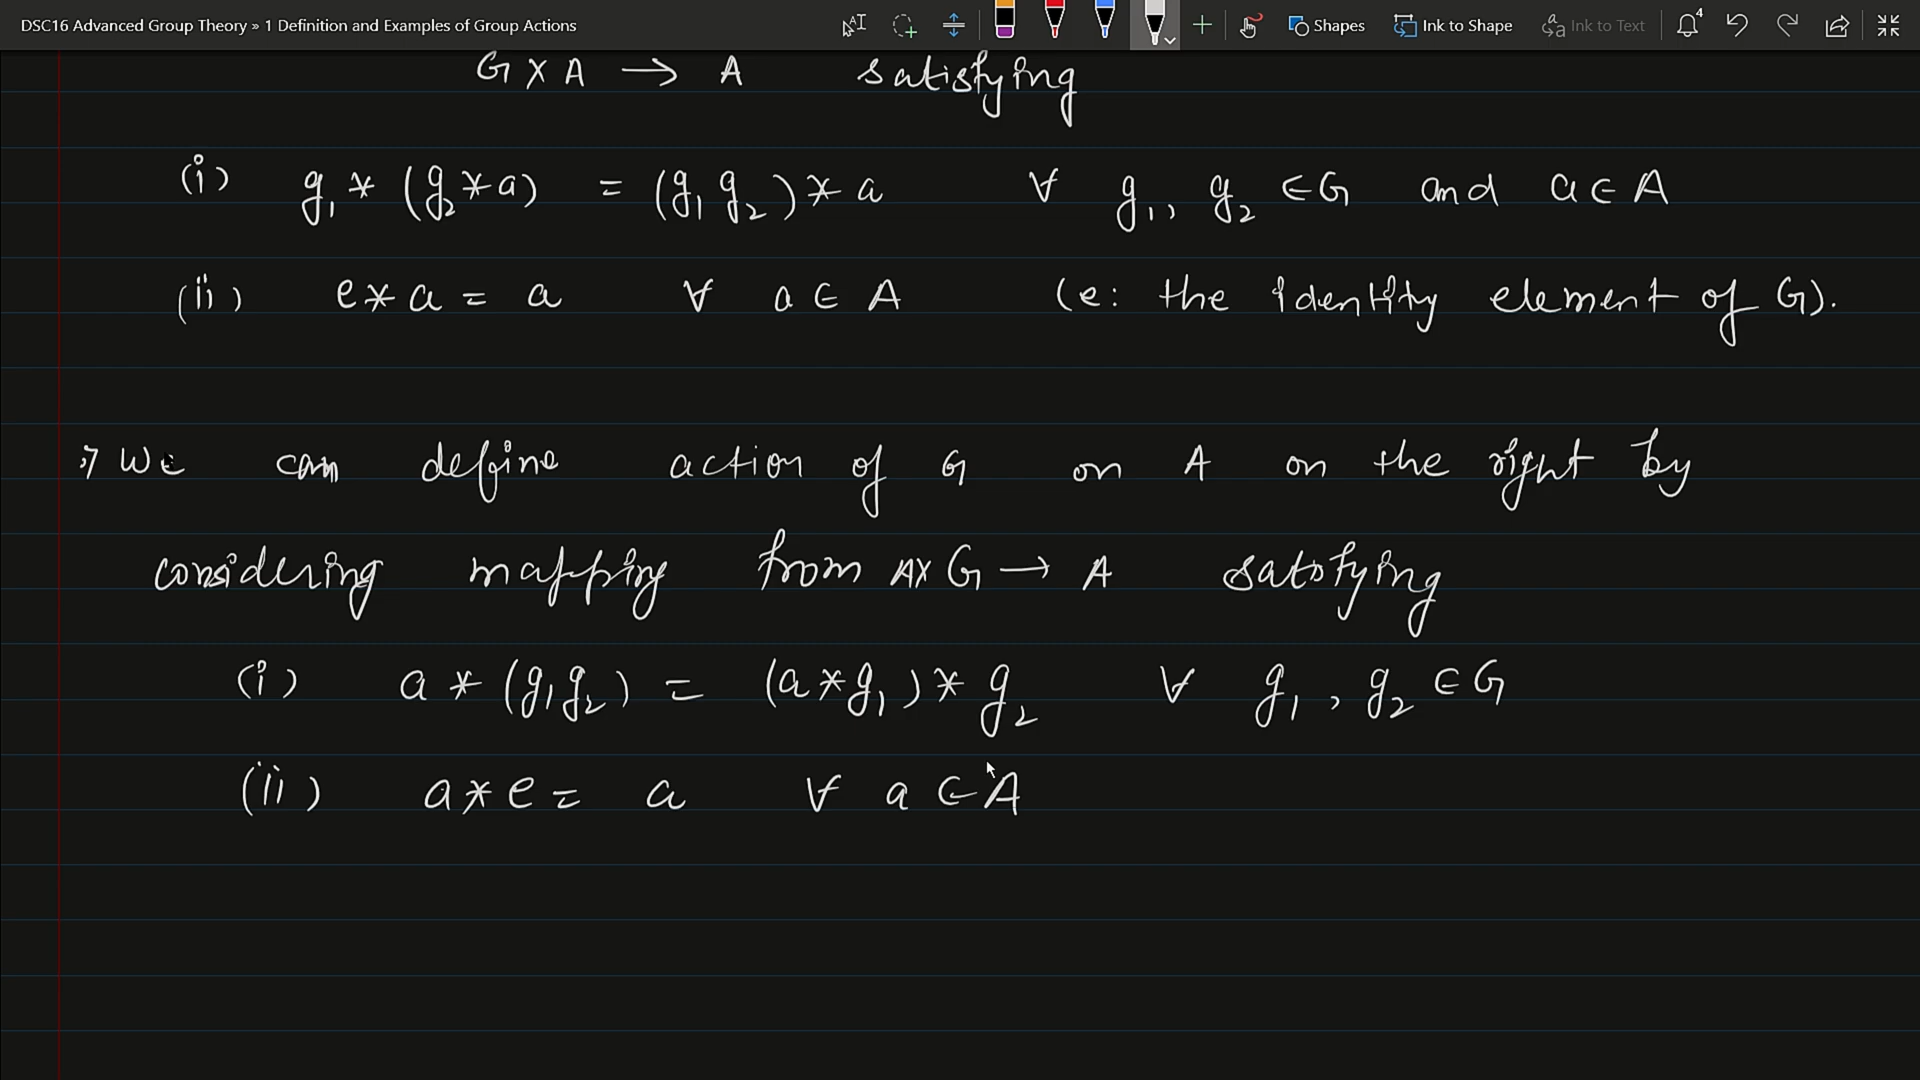 DSC16 Advanced Group Theory » 1 Definition and Examples of Group Actions
Shapes Ink to Shape Ink to Text 4
G × A → A satisfying
(i) g₁ * (g₂ * a) = (g₁ g₂) * a ∀ g₁, g₂ ∈ G and a ∈ A
(ii) e * a = a ∀ a ∈ A (e: the identity element of G).
We can define action of G on A on the right by
considering mapping from A × G → A satisfying
(i) a * (g₁g₂) = (a * g₁) * g₂ ∀ g₁, g₂ ∈ G
(ii) a * e = a ∀ a ∈ A